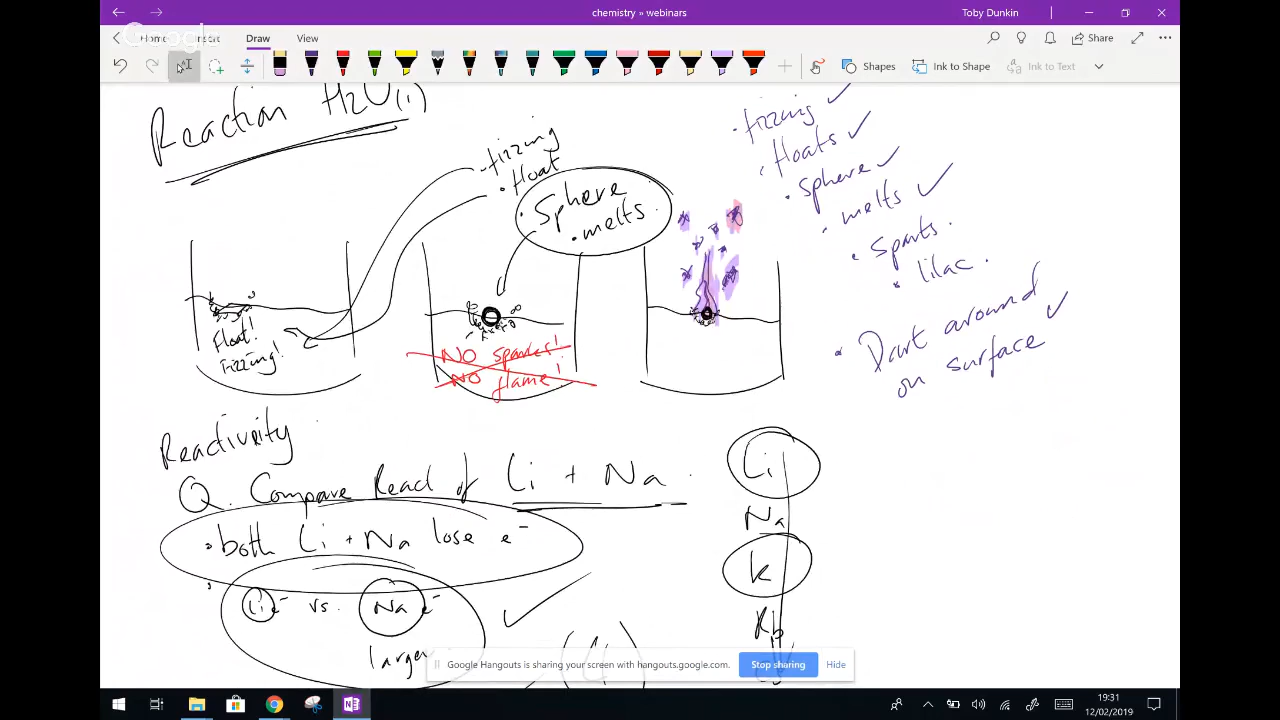 chemistry » webinars
Toby Dunkin
Google
Home
Insert
Draw
View
Share
Shapes
Ink to Shape
Ink to Text
Reaction H2O(l)
• fizzing
• float
• Sphere
• melts.
• fizzing ✓
• floats ✓
• sphere ✓
• melts ✓
• Sparks.
• lilac.
• Dart around
on surface ✓
Float!
Fizzing!
NO sparks!
NO flame!
Reactivity
Q. Compare React of Li + Na.
• both Li + Na lose e⁻
Li e⁻ vs. Na e⁻
larger
Li
Na
K
Rb
Google Hangouts is sharing your screen with hangouts.google.com.
Stop sharing
Hide
19:31
12/02/2019